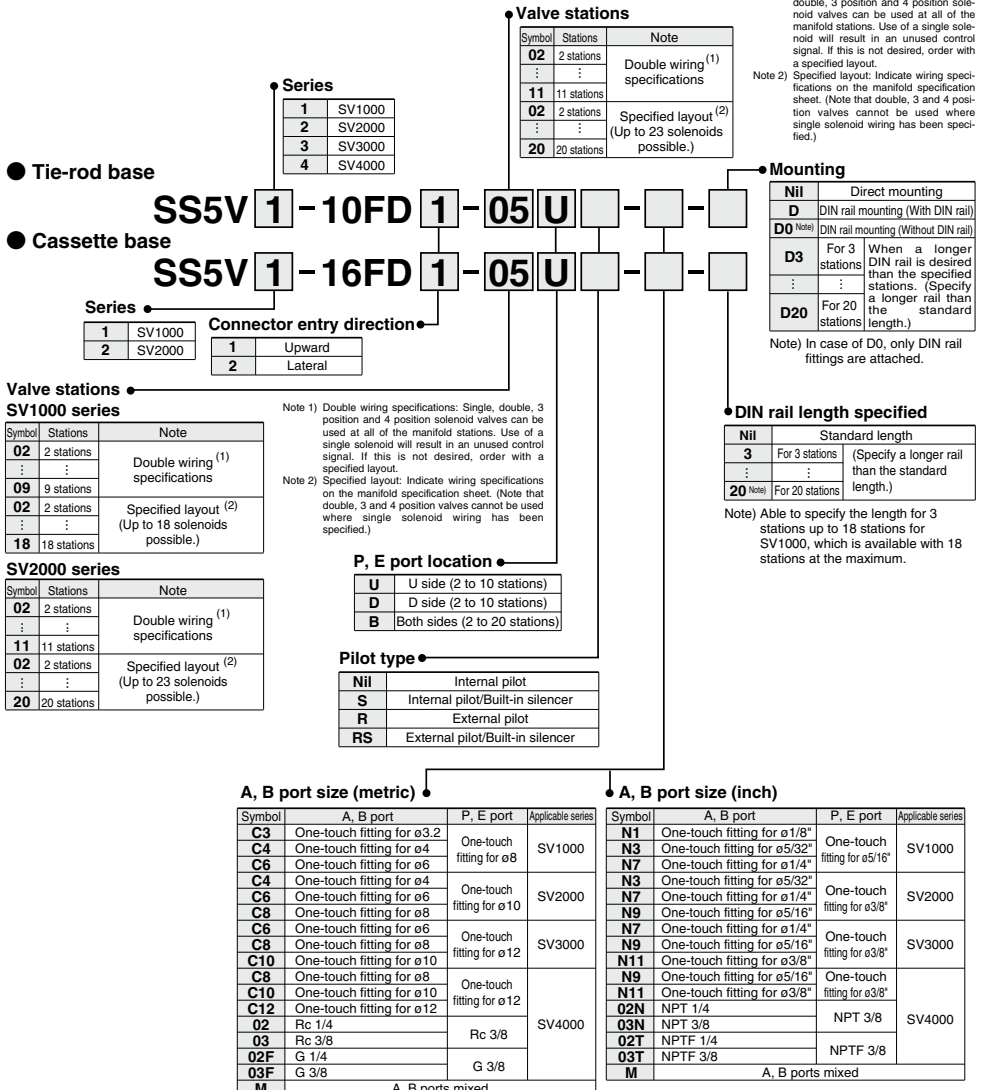 double, 3 position and 4 position sole-
noid valves can be used at all of the
manifold stations. Use of a single sole-
noid will result in an unused control
signal. If this is not desired, order with
a specified layout.
Note 2) Specified layout: Indicate wiring speci-
fications on the manifold specification
sheet. (Note that double, 3 and 4 posi-
tion valves cannot be used where
single solenoid wiring has been speci-
fied.)
Valve stations
Symbol Stations Note
02 2 stations Double wiring (1) specifications
⋮ ⋮
11 11 stations
02 2 stations Specified layout (2) (Up to 23 solenoids possible.)
⋮ ⋮
20 20 stations
Series
1 SV1000
2 SV2000
3 SV3000
4 SV4000
● Tie-rod base
SS5V 1 - 10FD 1 - 05 U - -
● Cassette base
SS5V 1 - 16FD 1 - 05 U - -
Mounting
Nil Direct mounting
D DIN rail mounting (With DIN rail)
D0 Note) DIN rail mounting (Without DIN rail)
D3 For 3 stations When a longer DIN rail is desired than the specified stations. (Specify a longer rail than the standard length.)
⋮ ⋮
D20 For 20 stations
Note) In case of D0, only DIN rail
fittings are attached.
Series
1 SV1000
2 SV2000
Connector entry direction
1 Upward
2 Lateral
Valve stations
SV1000 series
Symbol Stations Note
02 2 stations Double wiring (1) specifications
⋮ ⋮
09 9 stations
02 2 stations Specified layout (2) (Up to 18 solenoids possible.)
⋮ ⋮
18 18 stations
SV2000 series
Symbol Stations Note
02 2 stations Double wiring (1) specifications
⋮ ⋮
11 11 stations
02 2 stations Specified layout (2) (Up to 23 solenoids possible.)
⋮ ⋮
20 20 stations
Note 1) Double wiring specifications: Single, double, 3
position and 4 position solenoid valves can be
used at all of the manifold stations. Use of a
single solenoid will result in an unused control
signal. If this is not desired, order with a
specified layout.
Note 2) Specified layout: Indicate wiring specifications
on the manifold specification sheet. (Note that
double, 3 and 4 position valves cannot be used
where single solenoid wiring has been
specified.)
DIN rail length specified
Nil Standard length
3 For 3 stations (Specify a longer rail than the standard length.)
⋮ ⋮
20 Note) For 20 stations
Note) Able to specify the length for 3
stations up to 18 stations for
SV1000, which is available with 18
stations at the maximum.
P, E port location
U U side (2 to 10 stations)
D D side (2 to 10 stations)
B Both sides (2 to 20 stations)
Pilot type
Nil Internal pilot
S Internal pilot/Built-in silencer
R External pilot
RS External pilot/Built-in silencer
A, B port size (metric)
Symbol A, B port P, E port Applicable series
C3 One-touch fitting for ø3.2 One-touch fitting for ø8 SV1000
C4 One-touch fitting for ø4
C6 One-touch fitting for ø6
C4 One-touch fitting for ø4 One-touch fitting for ø10 SV2000
C6 One-touch fitting for ø6
C8 One-touch fitting for ø8
C6 One-touch fitting for ø6 One-touch fitting for ø12 SV3000
C8 One-touch fitting for ø8
C10 One-touch fitting for ø10
C8 One-touch fitting for ø8 One-touch fitting for ø12 SV4000
C10 One-touch fitting for ø10
C12 One-touch fitting for ø12
02 Rc 1/4 Rc 3/8
03 Rc 3/8
02F G 1/4 G 3/8
03F G 3/8
M A, B ports mixed
A, B port size (inch)
Symbol A, B port P, E port Applicable series
N1 One-touch fitting for ø1/8" One-touch fitting for ø5/16" SV1000
N3 One-touch fitting for ø5/32"
N7 One-touch fitting for ø1/4"
N3 One-touch fitting for ø5/32" One-touch fitting for ø3/8" SV2000
N7 One-touch fitting for ø1/4"
N9 One-touch fitting for ø5/16"
N7 One-touch fitting for ø1/4" One-touch fitting for ø3/8" SV3000
N9 One-touch fitting for ø5/16"
N11 One-touch fitting for ø3/8"
N9 One-touch fitting for ø5/16" One-touch fitting for ø3/8" SV4000
N11 One-touch fitting for ø3/8"
02N NPT 1/4 NPT 3/8
03N NPT 3/8
02T NPTF 1/4 NPTF 3/8
03T NPTF 3/8
M A, B ports mixed